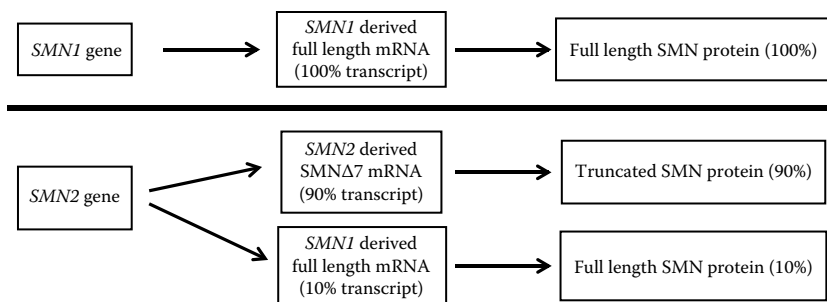 SMN1 gene
SMN1 derived
full length mRNA
(100% transcript)
Full length SMN protein (100%)
SMN2 gene
SMN2 derived
SMNΔ7 mRNA
(90% transcript)
Truncated SMN protein (90%)
SMN1 derived
full length mRNA
(10% transcript)
Full length SMN protein (10%)